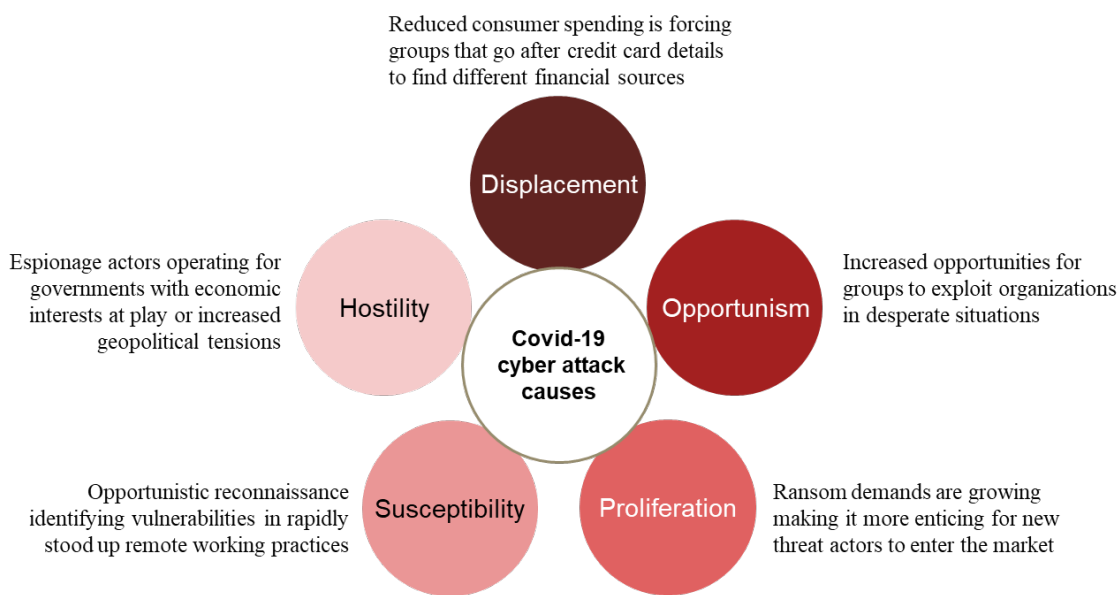 Reduced consumer spending is forcing
groups that go after credit card details
to find different financial sources
Displacement
Espionage actors operating for
governments with economic
interests at play or increased
geopolitical tensions
Hostility
Covid-19
cyber attack
causes
Opportunism
Increased opportunities for
groups to exploit organizations
in desperate situations
Opportunistic reconnaissance
identifying vulnerabilities in rapidly
stood up remote working practices
Susceptibility
Proliferation
Ransom demands are growing
making it more enticing for new
threat actors to enter the market